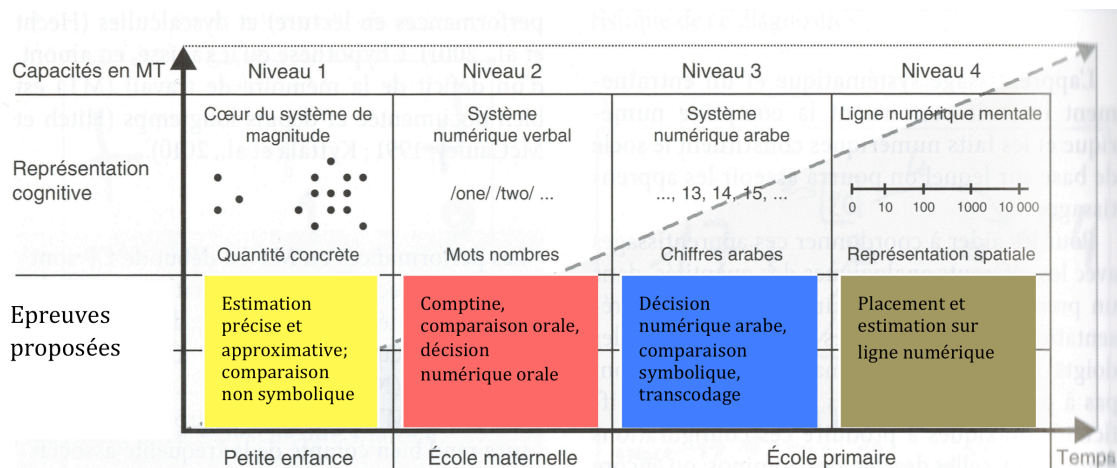 Capacités en MT
Niveau 1
Niveau 2
Niveau 3
Niveau 4
Représentation
cognitive
Cœur du système de
magnitude
Quantité concrète
Système
numérique verbal
/one/ /two/ ...
Mots nombres
Système
numérique arabe
..., 13, 14, 15, ...
Chiffres arabes
Ligne numérique mentale
10 100 1000 10 000
Représentation spatiale
Epreuves
proposées
Estimation
précise et
approximative;
comparaison
non symbolique
Comptine,
comparaison orale,
décision
numérique orale
Décision
numérique arabe,
comparaison
symbolique,
transcodage
Placement et
estimation sur
ligne numérique
Petite enfance
École maternelle
École primaire
Temps